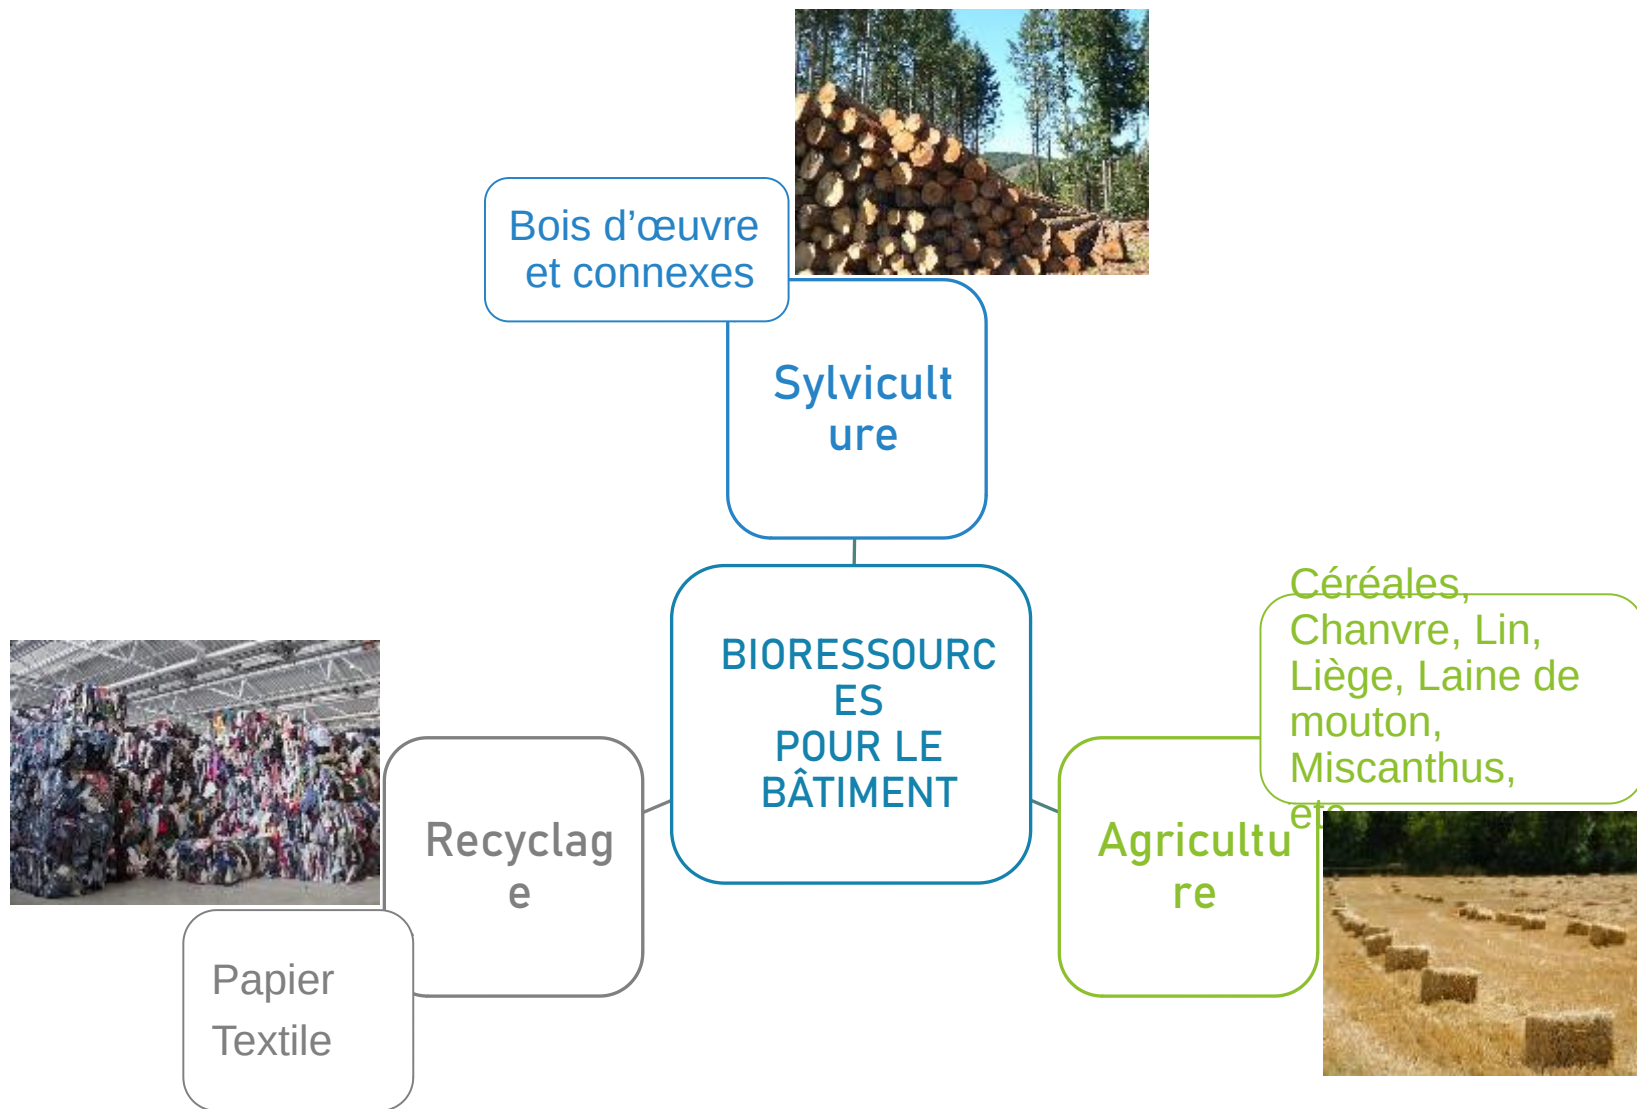 Bois d’œuvre
et connexes
Sylvicult
ure
BIORESSOURC
ES
POUR LE
BÂTIMENT
Céréales,
Chanvre, Lin,
Liège, Laine de
mouton,
Miscanthus,
etc
Agricultu
re
Recyclag
e
Papier
Textile